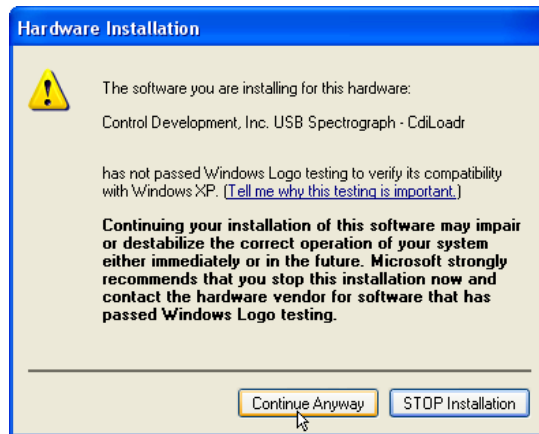 Hardware Installation
The software you are installing for this hardware:
Control Development, Inc. USB Spectrograph - CdiLoadr
has not passed Windows Logo testing to verify its compatibility
with Windows XP. (Tell me why this testing is important.)
Continuing your installation of this software may impair
or destabilize the correct operation of your system
either immediately or in the future. Microsoft strongly
recommends that you stop this installation now and
contact the hardware vendor for software that has
passed Windows Logo testing.
Continue Anyway
STOP Installation